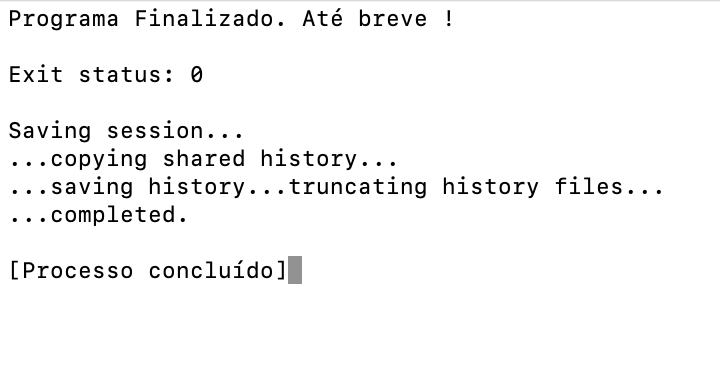 Programa Finalizado. Até breve !
Exit status: 0
Saving session...
...copying shared history...
...saving history...truncating history files...
...completed.
[Processo concluído]